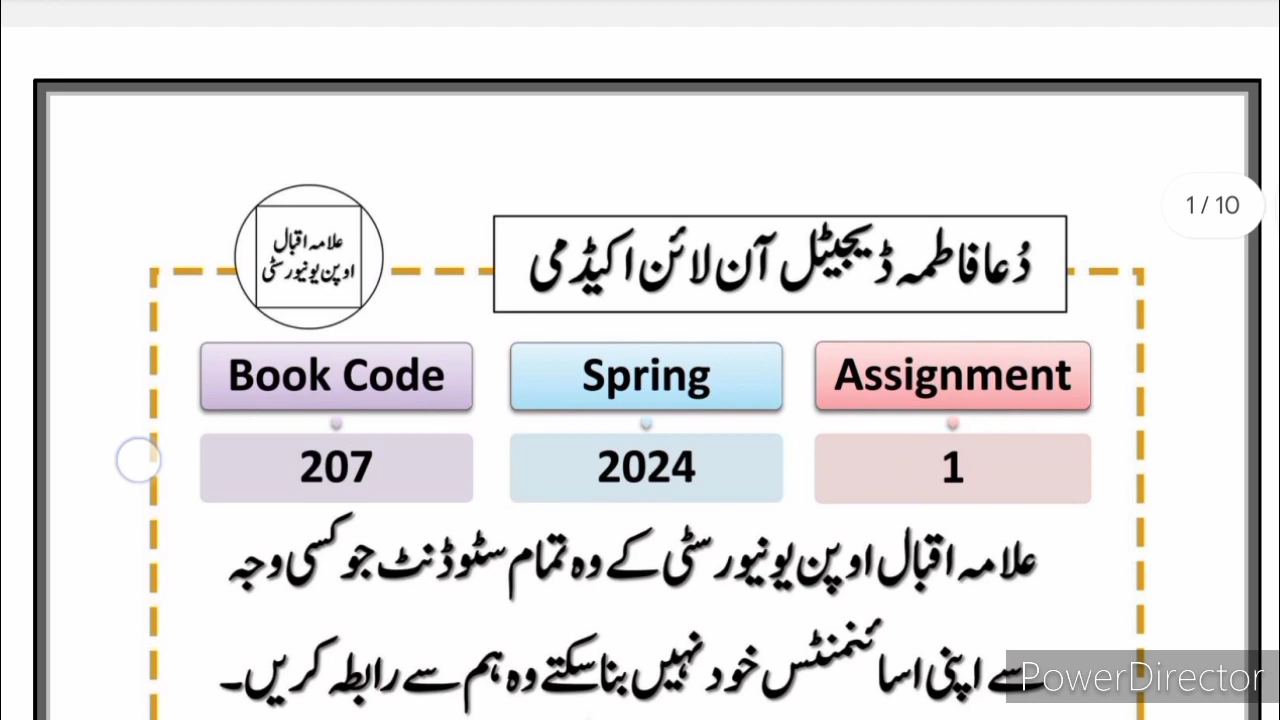 1 / 10
علامہ اقبال
اوپن یونیورسٹی
دُعا فاطمہ ڈیجیٹل آن لائن اکیڈمی
Book Code
Spring
Assignment
207
2024
1
علامہ اقبال اوپن یونیورسٹی کے وہ تمام سٹوڈنٹ جو کسی وجہ
سے اپنی اسائنمنٹس خود نہیں بنا سکتے وہ ہم سے رابطہ کریں۔
PowerDirector